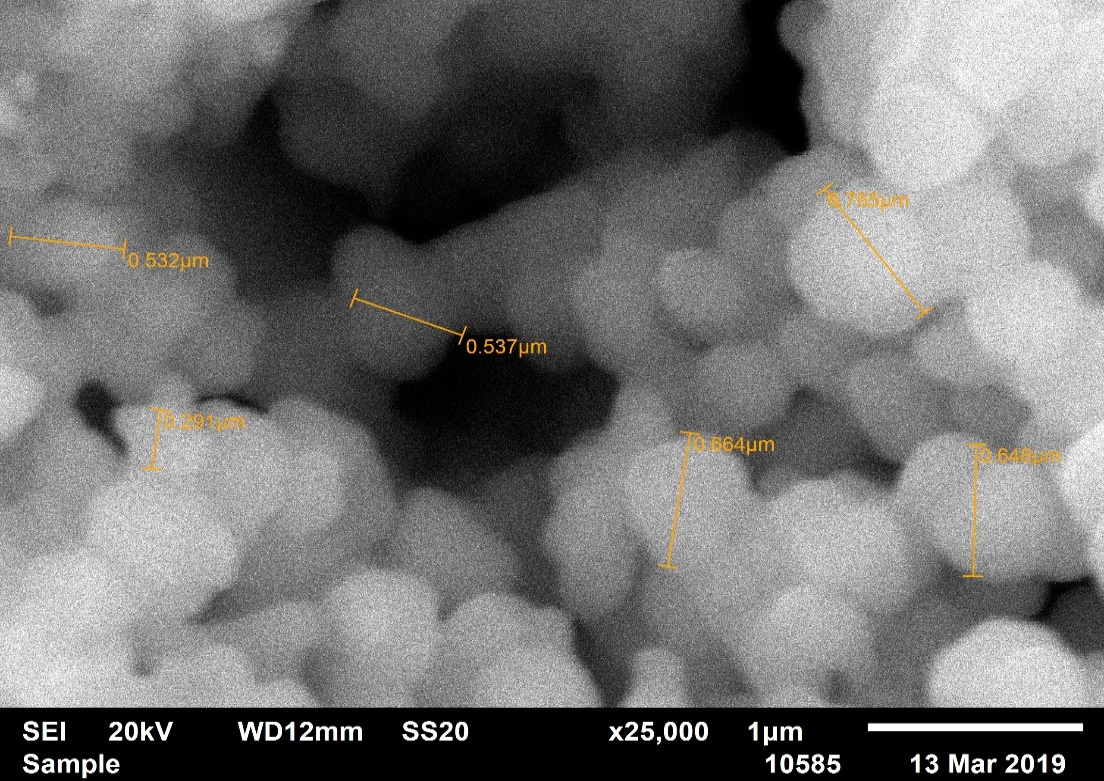 0.765µm
0.532µm
0.537µm
0.291µm
0.664µm
0.648µm
SEI 20kV WD12mm SS20 x25,000 1µm
Sample 10585 13 Mar 2019